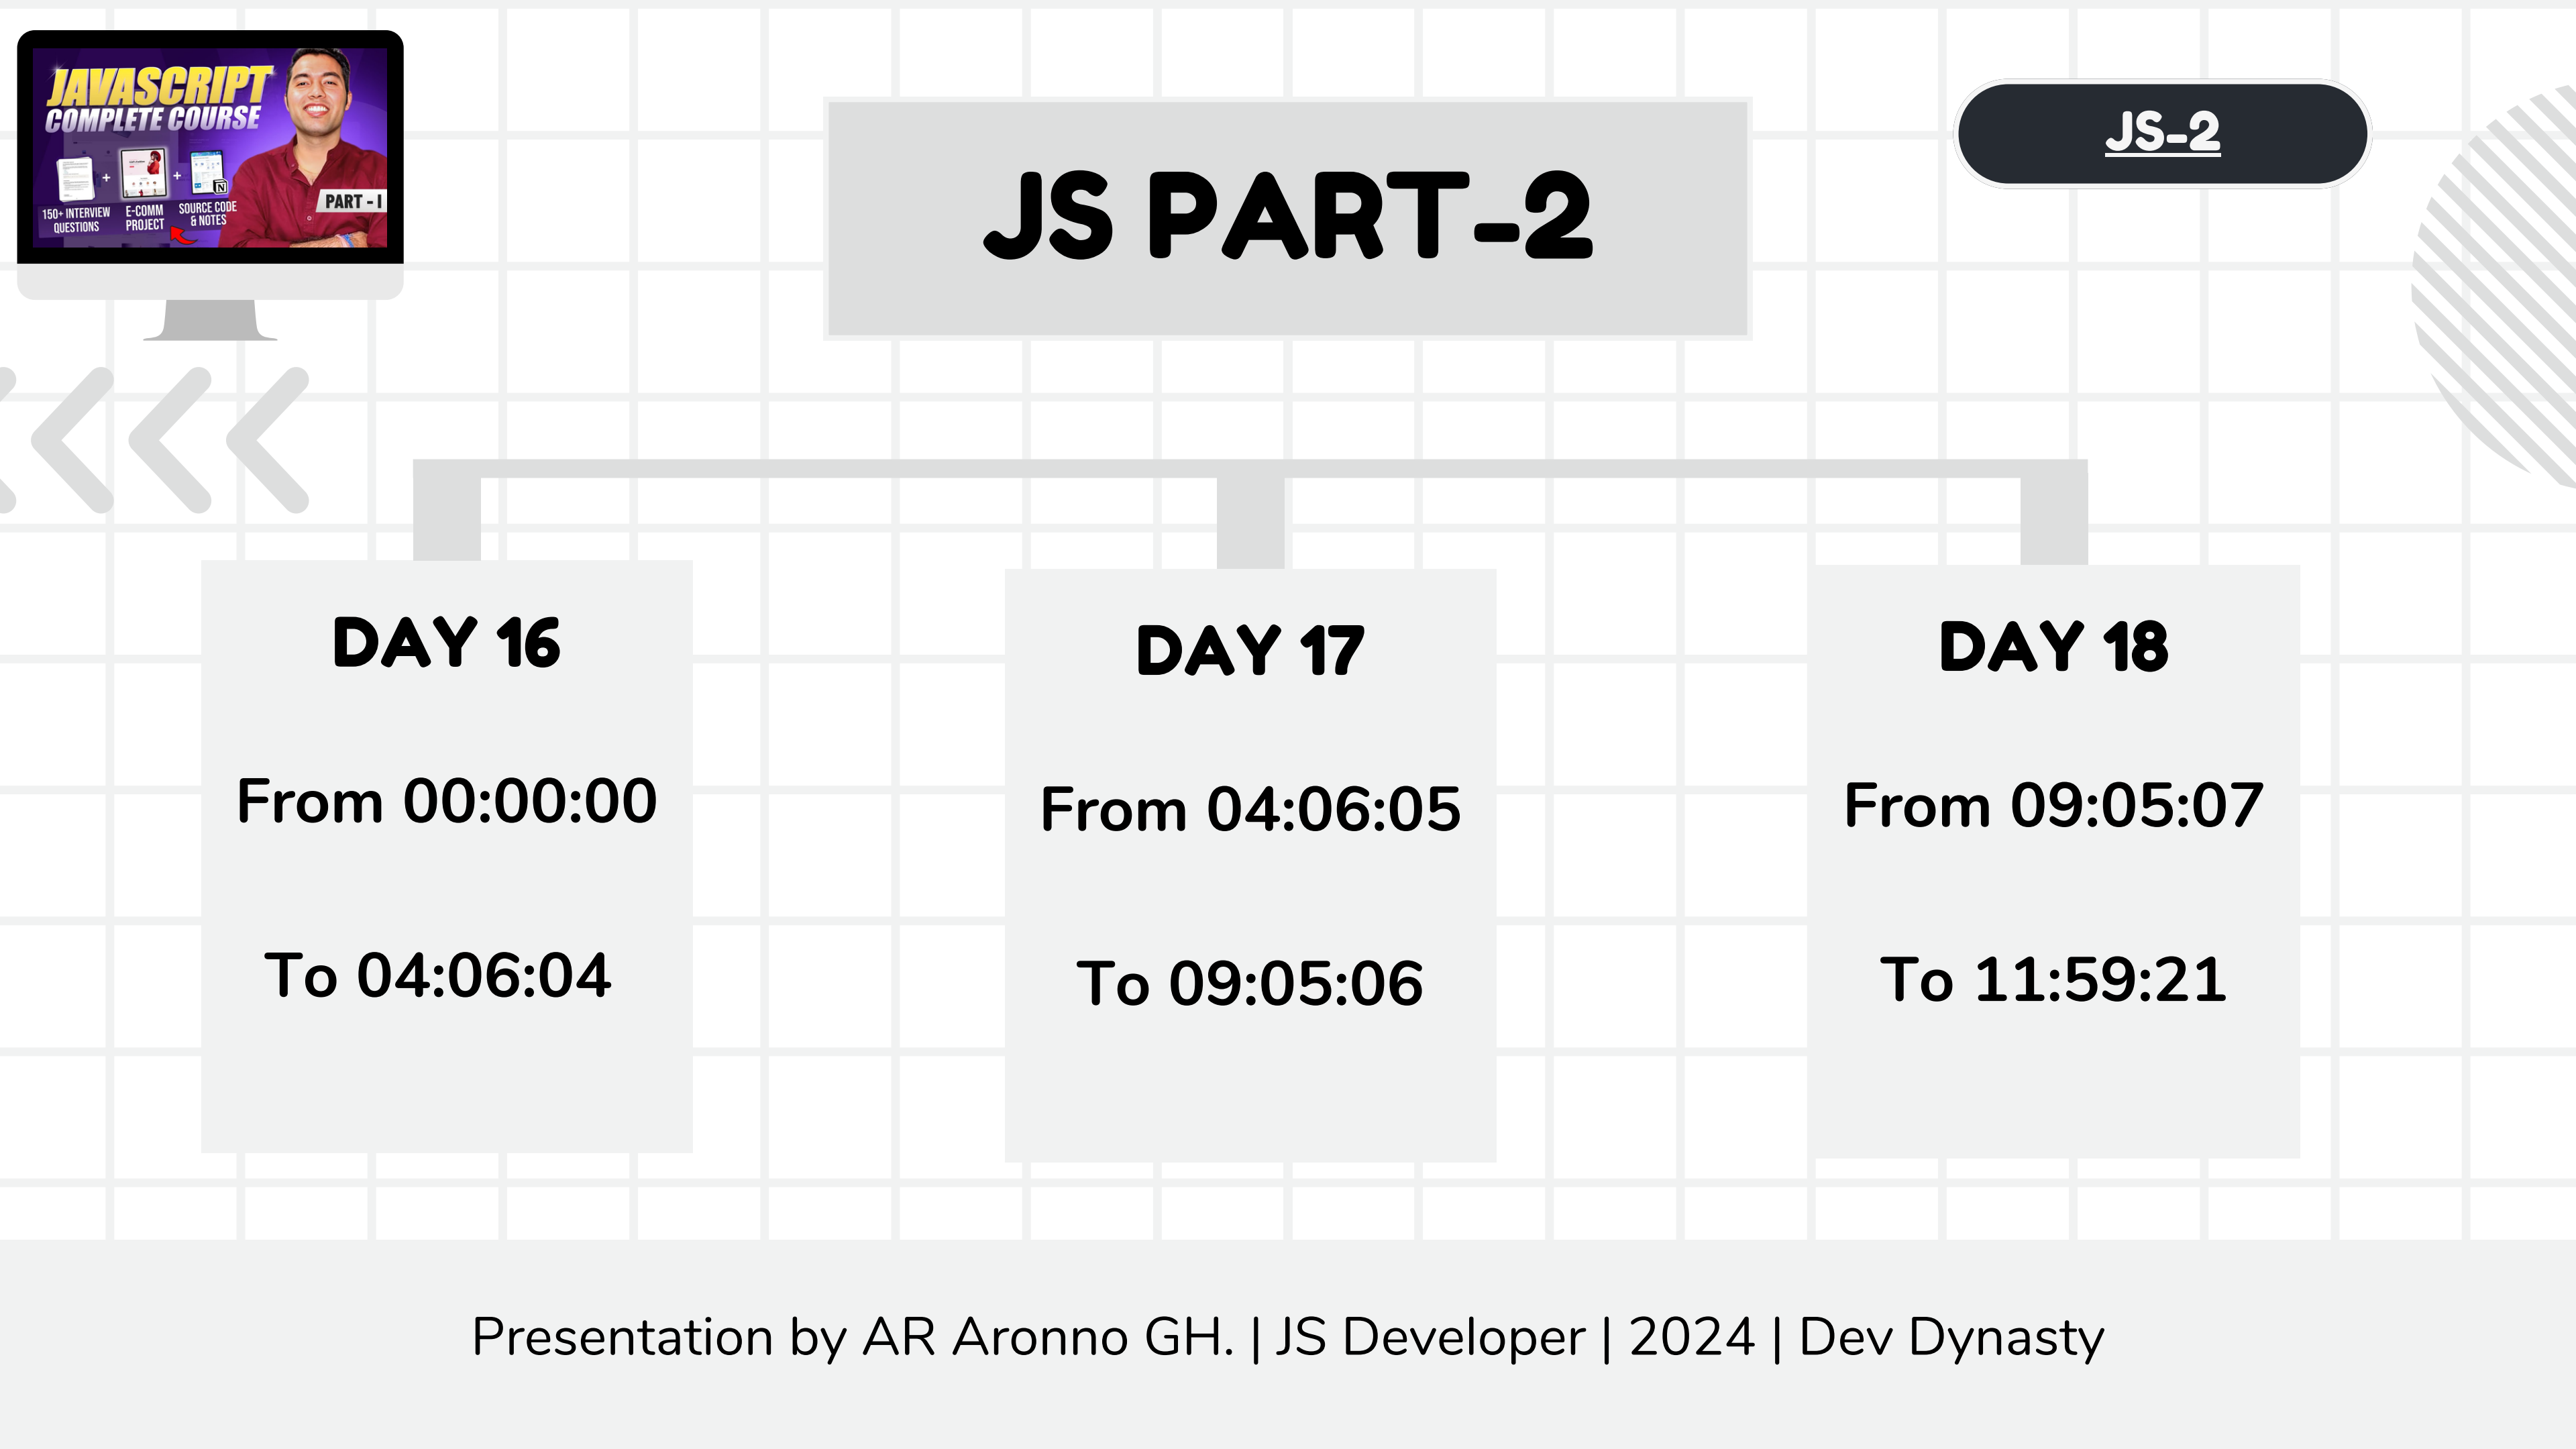 JAVASCRIPT
COMPLETE COURSE
+
+
N
150+ INTERVIEW
QUESTIONS
E-COMM
PROJECT
SOURCE CODE
& NOTES
PART - I
JS PART-2
JS-2
DAY 16
From 00:00:00
To 04:06:04
DAY 17
From 04:06:05
To 09:05:06
DAY 18
From 09:05:07
To 11:59:21
Presentation by AR Aronno GH. | JS Developer | 2024 | Dev Dynasty